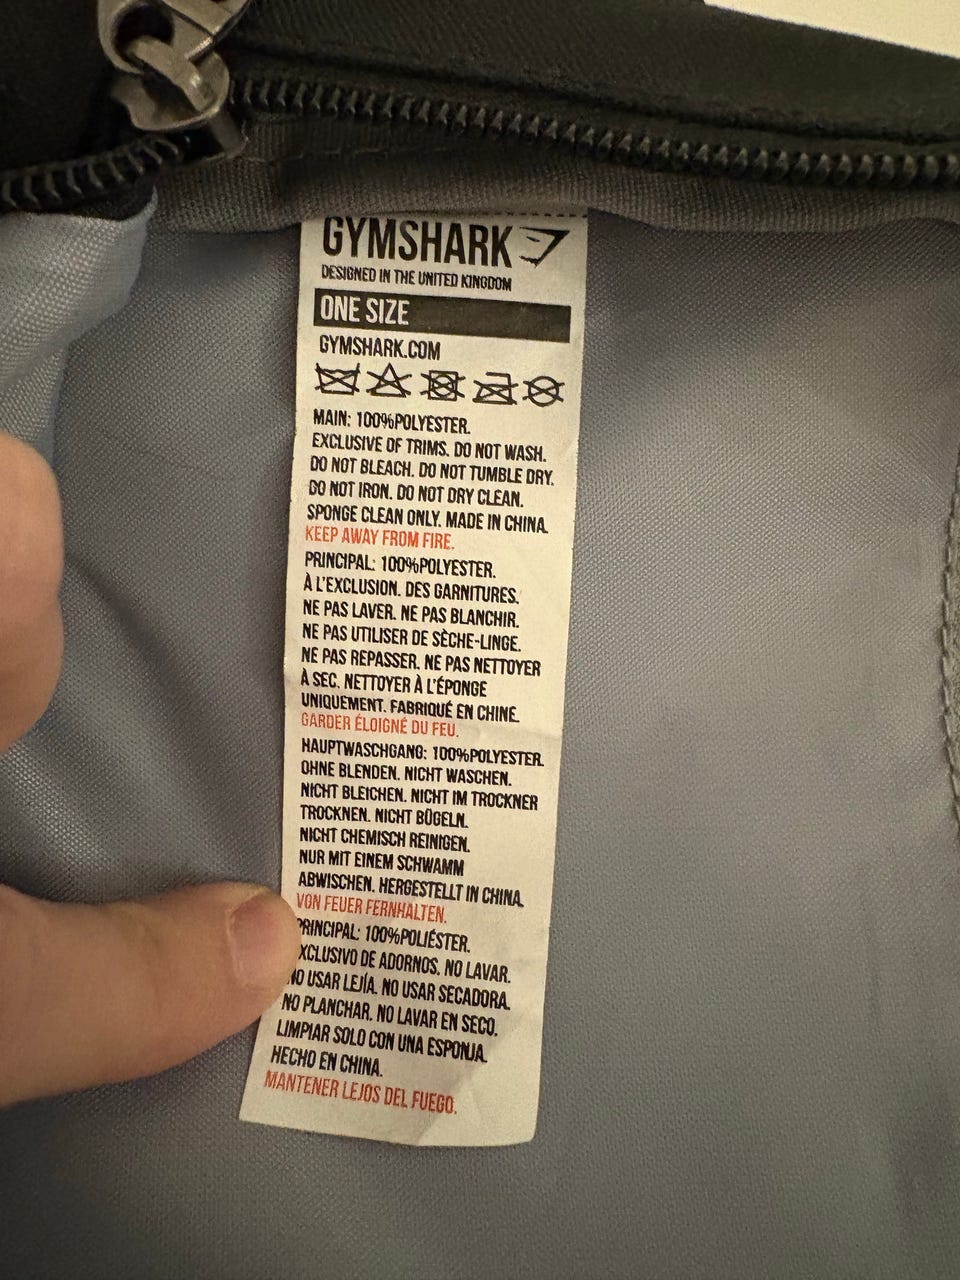 GYMSHARK
DESIGNED IN THE UNITED KINGDOM
ONE SIZE
GYMSHARK.COM
MAIN: 100%POLYESTER.
EXCLUSIVE OF TRIMS. DO NOT WASH.
DO NOT BLEACH. DO NOT TUMBLE DRY.
DO NOT IRON. DO NOT DRY CLEAN.
SPONGE CLEAN ONLY. MADE IN CHINA.
KEEP AWAY FROM FIRE.
PRINCIPAL: 100%POLYESTER.
À L'EXCLUSION. DES GARNITURES.
NE PAS LAVER. NE PAS BLANCHIR.
NE PAS UTILISER DE SÈCHE-LINGE.
NE PAS REPASSER. NE PAS NETTOYER
À SEC. NETTOYER À L'ÉPONGE
UNIQUEMENT. FABRIQUÉ EN CHINE.
GARDER ÉLOIGNÉ DU FEU.
HAUPTWASCHGANG: 100%POLYESTER.
OHNE BLENDEN. NICHT WASCHEN.
NICHT BLEICHEN. NICHT IM TROCKNER
TROCKNEN. NICHT BÜGELN.
NICHT CHEMISCH REINIGEN.
NUR MIT EINEM SCHWAMM
ABWISCHEN. HERGESTELLT IN CHINA.
VON FEUER FERNHALTEN.
PRINCIPAL: 100%POLIÉSTER.
XCLUSIVO DE ADORNOS. NO LAVAR.
NO USAR LEJÍA. NO USAR SECADORA.
NO PLANCHAR. NO LAVAR EN SECO.
LIMPIAR SOLO CON UNA ESPONJA.
HECHO EN CHINA.
MANTENER LEJOS DEL FUEGO.